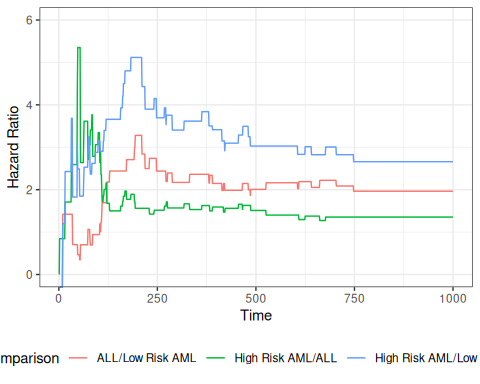 6
4
2
0
Hazard Ratio
0 250 500 750 1000
Time
mparison ALL/Low Risk AML High Risk AML/ALL High Risk AML/Low